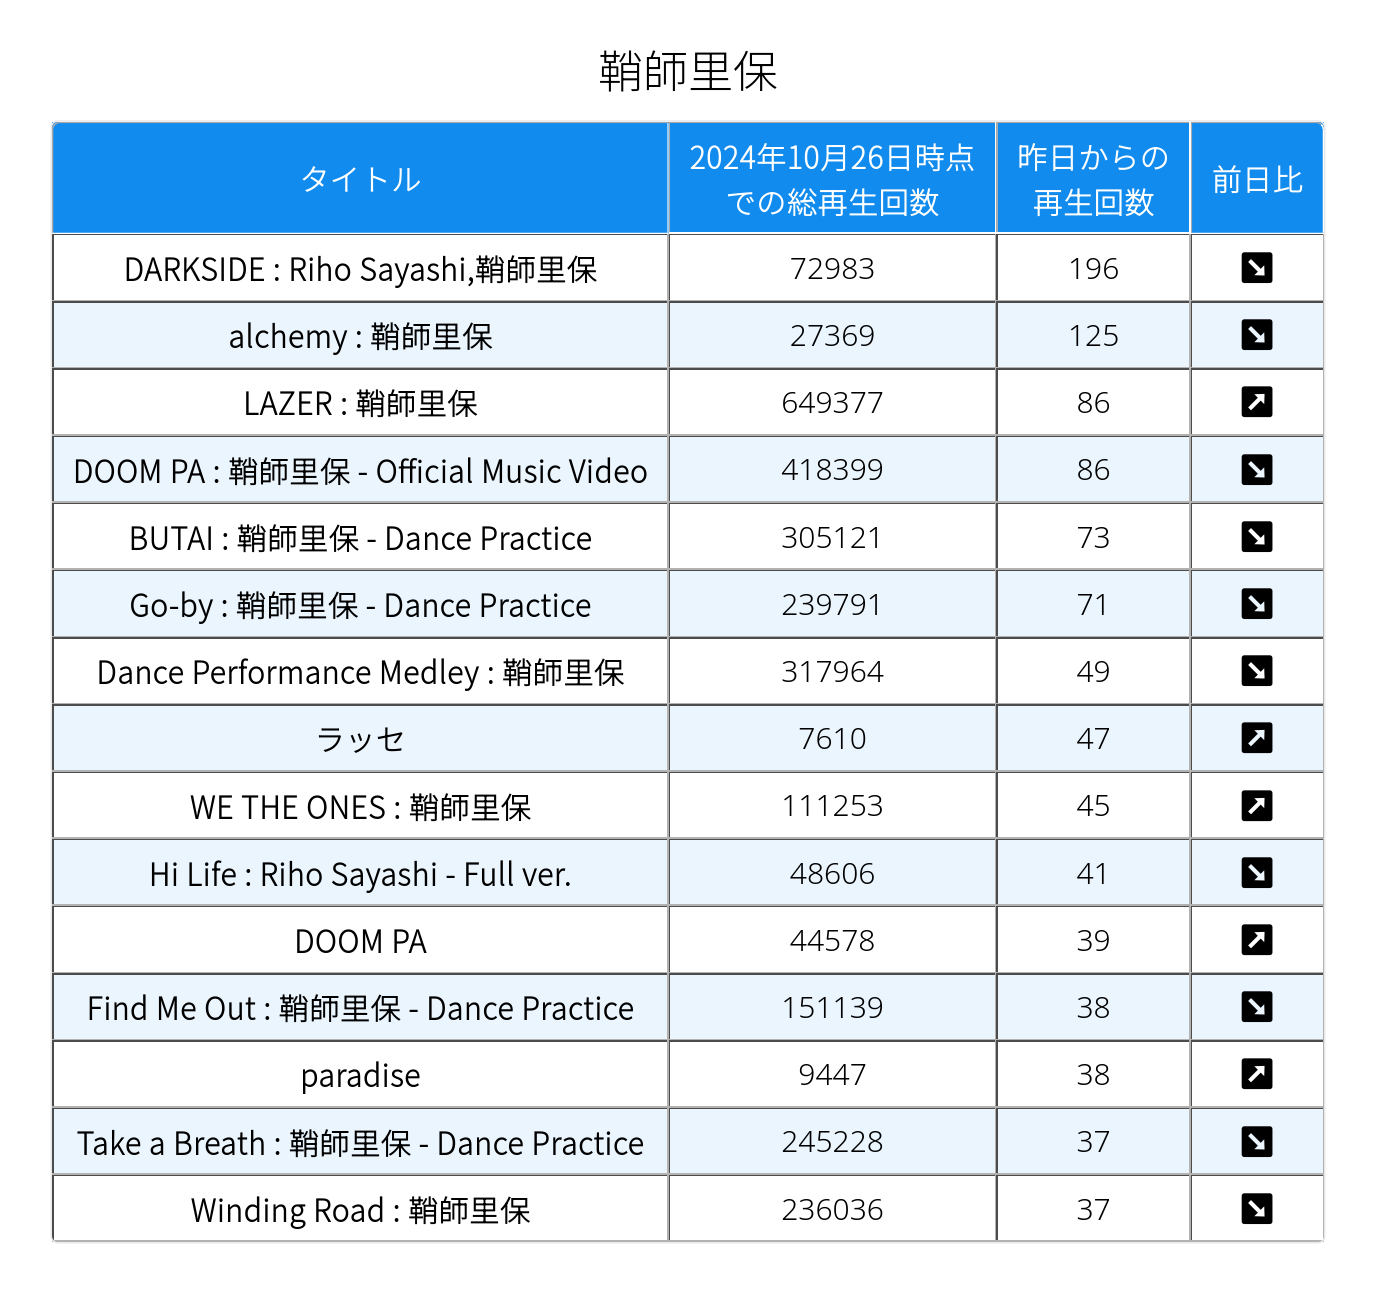 鞘師里保
タイトル
2024年10月26日時点
での総再生回数
昨日からの
再生回数
前日比
DARKSIDE : Riho Sayashi,鞘師里保 72983 196
alchemy : 鞘師里保 27369 125
LAZER : 鞘師里保 649377 86
DOOM PA : 鞘師里保 - Official Music Video 418399 86
BUTAI : 鞘師里保 - Dance Practice 305121 73
Go-by : 鞘師里保 - Dance Practice 239791 71
Dance Performance Medley : 鞘師里保 317964 49
ラッセ 7610 47
WE THE ONES : 鞘師里保 111253 45
Hi Life : Riho Sayashi - Full ver. 48606 41
DOOM PA 44578 39
Find Me Out : 鞘師里保 - Dance Practice 151139 38
paradise 9447 38
Take a Breath : 鞘師里保 - Dance Practice 245228 37
Winding Road : 鞘師里保 236036 37